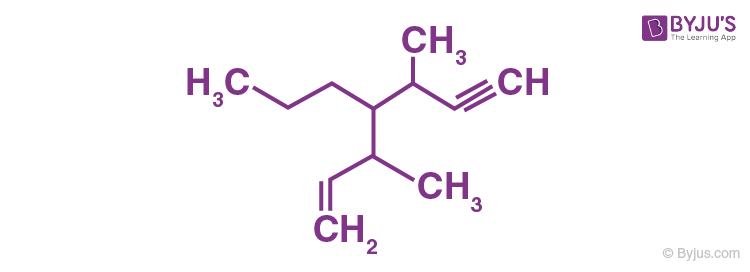 BYJU'S
The Learning App
CH3
H3C
CH
CH3
CH2
© Byjus.com